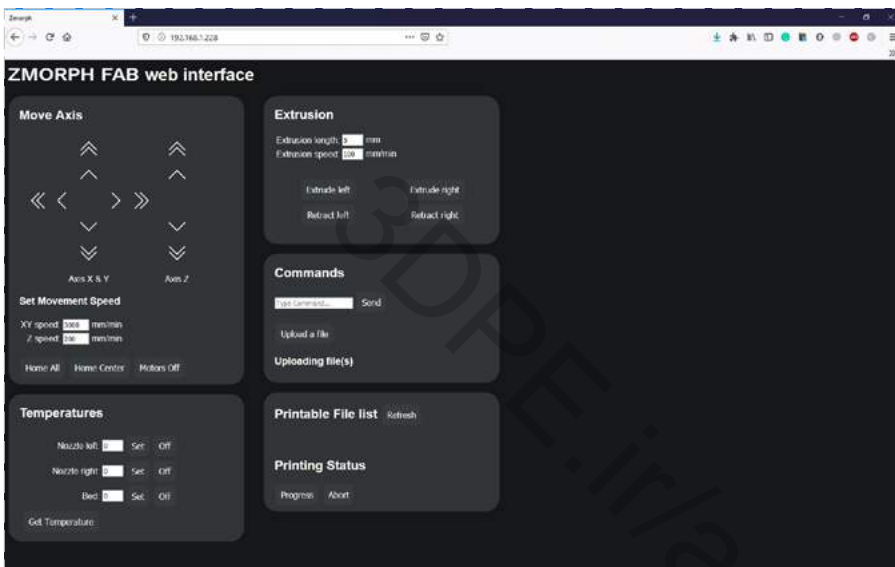 Zmorph
192.168.1.228
ZMORPH FAB web interface
Move Axis
Axis X & Y
Axis Z
Set Movement Speed
XY speed: 3000 mm/min
Z speed: 200 mm/min
Home All Home Center Motors Off
Temperatures
Nozzle left: 0 Set Off
Nozzle right: 0 Set Off
Bed: 0 Set Off
Get Temperature
Extrusion
Extrusion length: 5 mm
Extrusion speed: 100 mm/min
Extrude left Extrude right
Retract left Retract right
Commands
Type Command... Send
Upload a file
Uploading file(s)
Printable File list Refresh
Printing Status
Progress Abort